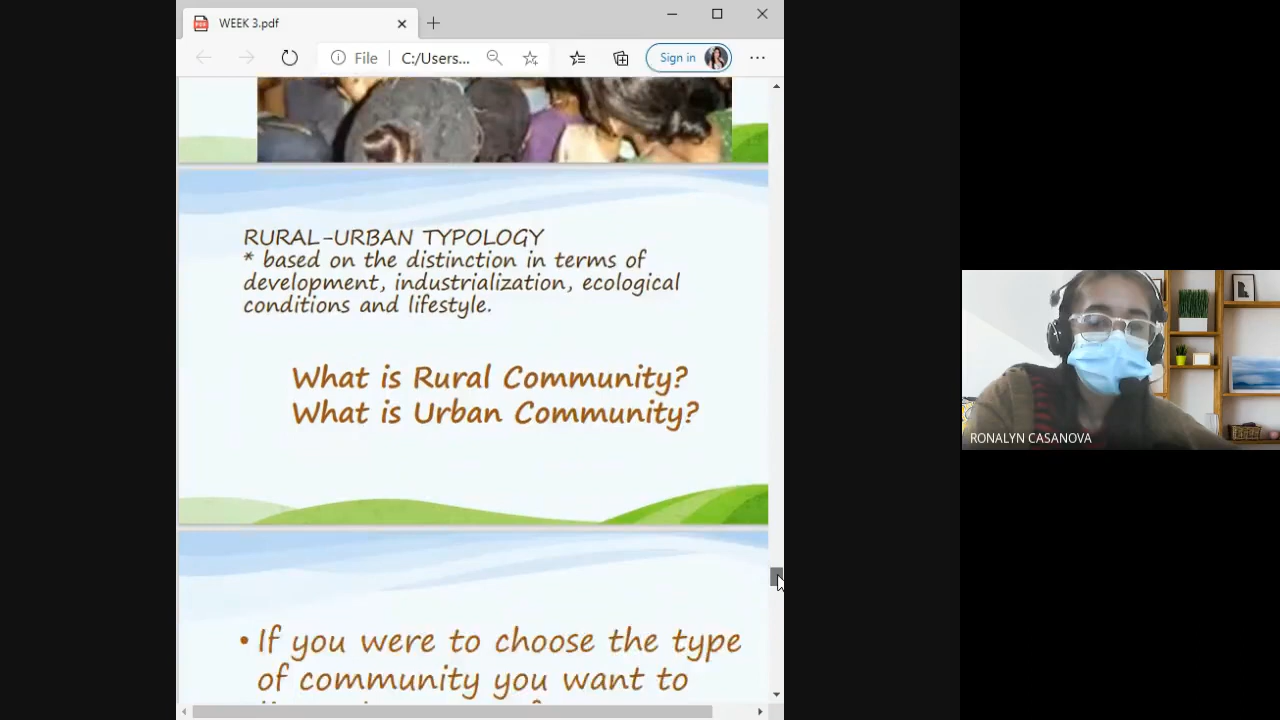 WEEK 3.pdf
File
C:/Users...
Sign in
RURAL-URBAN TYPOLOGY
* based on the distinction in terms of
development, industrialization, ecological
conditions and lifestyle.
What is Rural Community?
What is Urban Community?
• If you were to choose the type
of community you want to
RONALYN CASANOVA